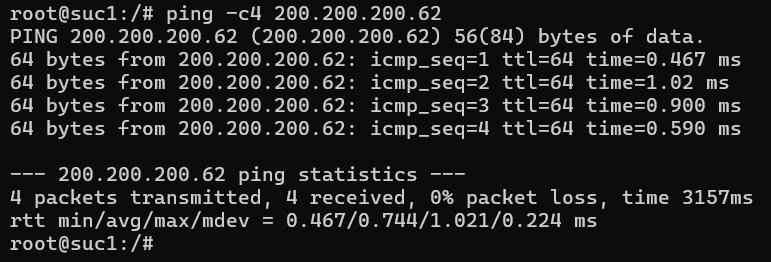 root@suc1:/# ping -c4 200.200.200.62
PING 200.200.200.62 (200.200.200.62) 56(84) bytes of data.
64 bytes from 200.200.200.62: icmp_seq=1 ttl=64 time=0.467 ms
64 bytes from 200.200.200.62: icmp_seq=2 ttl=64 time=1.02 ms
64 bytes from 200.200.200.62: icmp_seq=3 ttl=64 time=0.900 ms
64 bytes from 200.200.200.62: icmp_seq=4 ttl=64 time=0.590 ms

--- 200.200.200.62 ping statistics ---
4 packets transmitted, 4 received, 0% packet loss, time 3157ms
rtt min/avg/max/mdev = 0.467/0.744/1.021/0.224 ms
root@suc1:/#